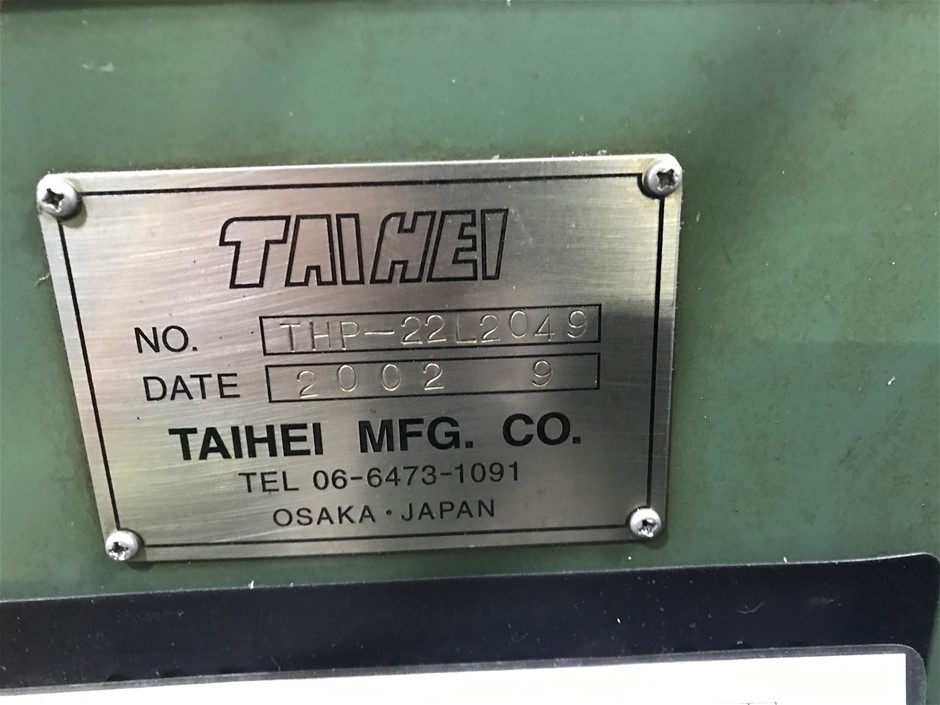 TAIHEI
NO. THP-22L2049
DATE 2002 9
TAIHEI MFG. CO.
TEL 06-6473-1091
OSAKA・JAPAN